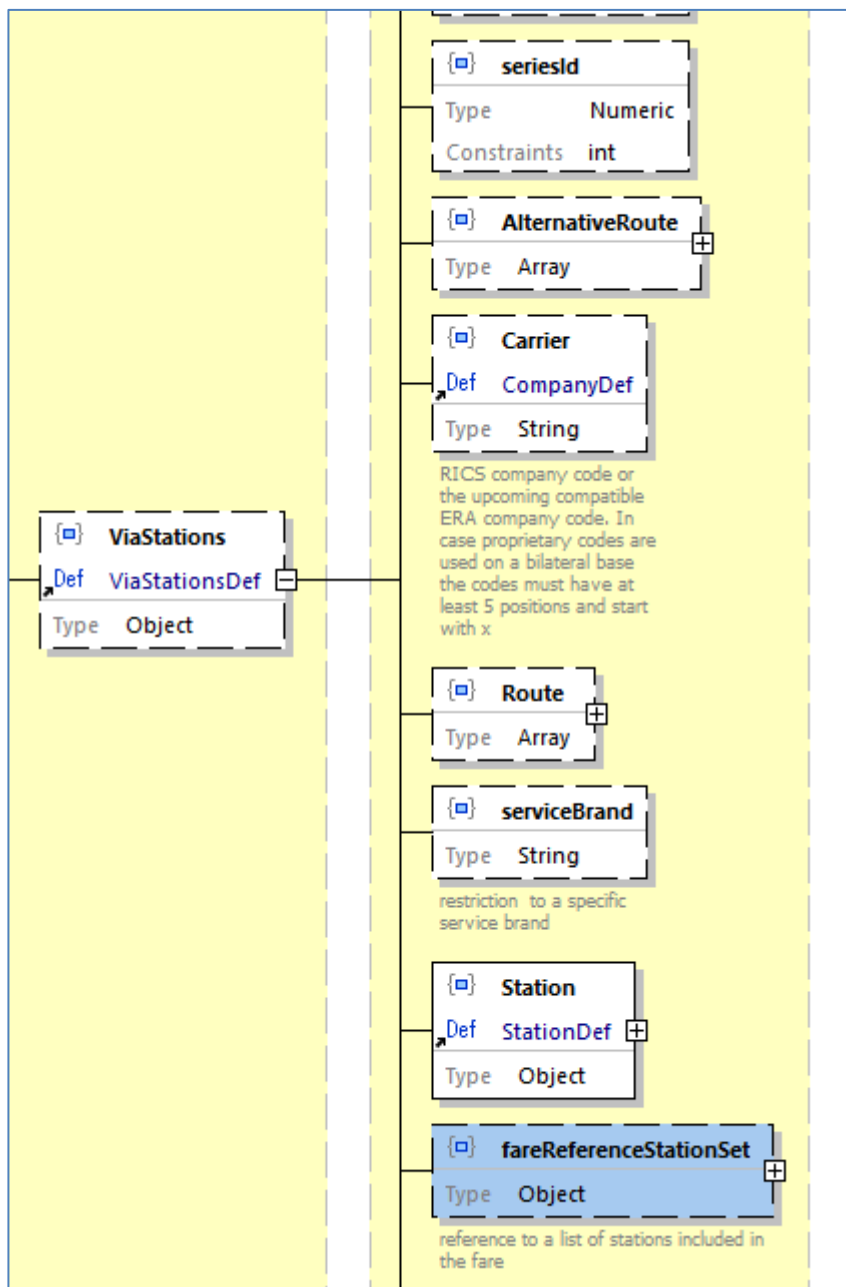 seriesId
Type Numeric
Constraints int
AlternativeRoute
Type Array
Carrier
Def CompanyDef
Type String
RICS company code or
the upcoming compatible
ERA company code. In
case proprietary codes are
used on a bilateral base
the codes must have at
least 5 positions and start
with x
ViaStations
Def ViaStationsDef
Type Object
Route
Type Array
serviceBrand
Type String
restriction to a specific
service brand
Station
Def StationDef
Type Object
fareReferenceStationSet
Type Object
reference to a list of stations included in
the fare